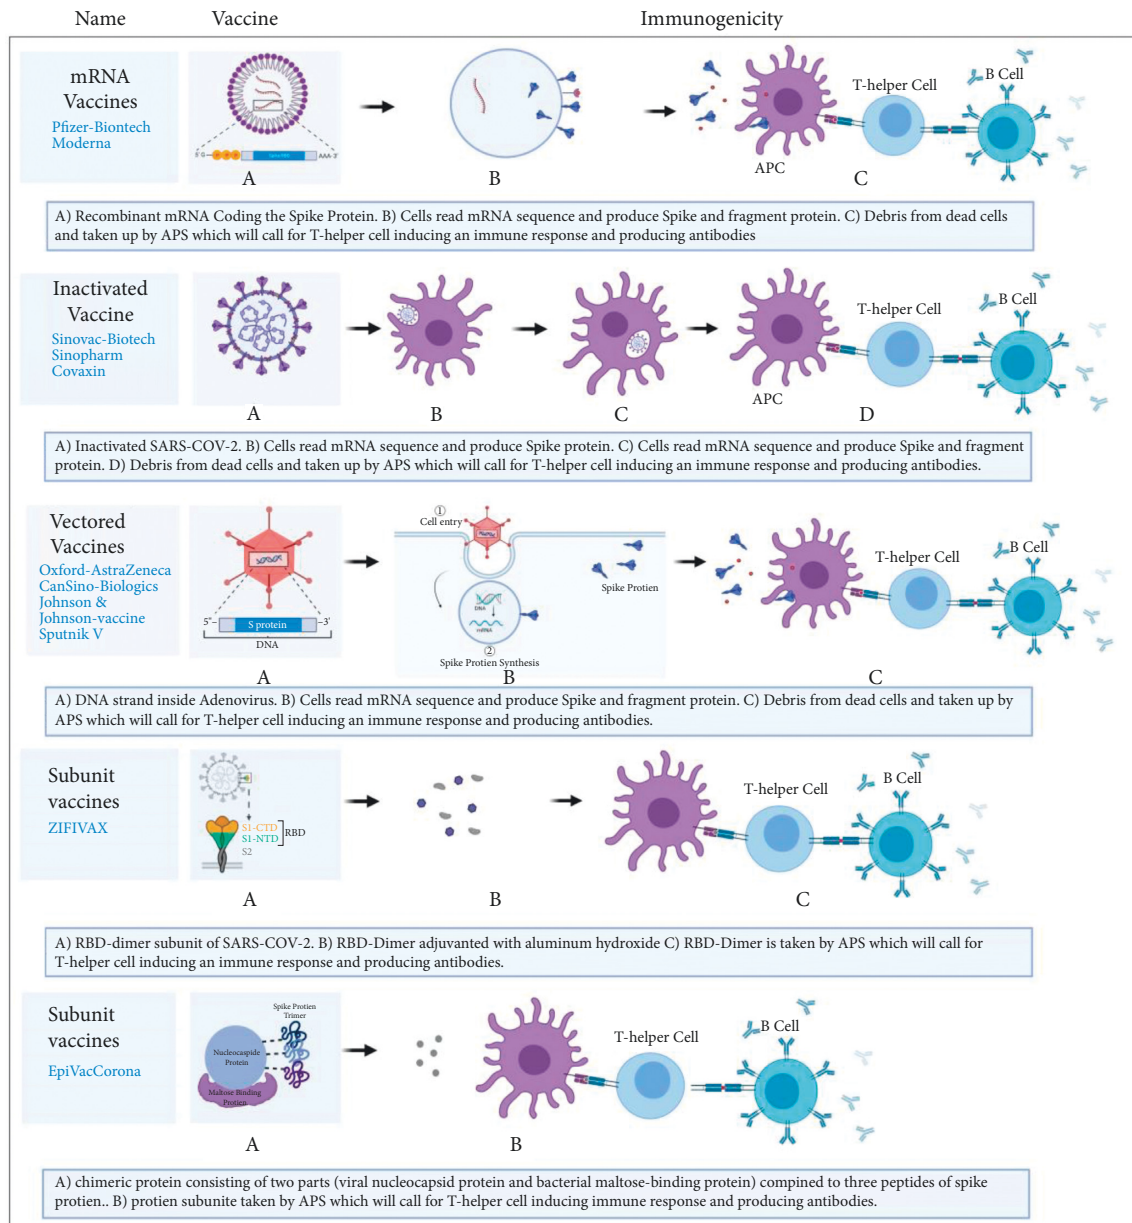 Name Vaccine Immunogenicity
mRNA
Vaccines
Pfizer-Biontech
Moderna
5' G
AAA- 3'
A
B
APC
T-helper Cell
B Cell
C
A) Recombinant mRNA Coding the Spike Protein. B) Cells read mRNA sequence and produce Spike and fragment protein. C) Debris from dead cells
and taken up by APS which will call for T-helper cell inducing an immune response and producing antibodies
Inactivated
Vaccine
Sinovac-Biotech
Sinopharm
Covaxin
A
B
C
APC
T-helper Cell
B Cell
D
A) Inactivated SARS-COV-2. B) Cells read mRNA sequence and produce Spike protein. C) Cells read mRNA sequence and produce Spike and fragment
protein. D) Debris from dead cells and taken up by APS which will call for T-helper cell inducing an immune response and producing antibodies.
Vectored
Vaccines
Oxford-AstraZeneca
CanSino-Biologics
Johnson &
Johnson-vaccine
Sputnik V
5"– S protein –3'
DNA
A
①
Cell entry
Spike Protien
DNA
mRNA
②
Spike Protien Synthesis
B
T-helper Cell
B Cell
C
A) DNA strand inside Adenovirus. B) Cells read mRNA sequence and produce Spike and fragment protein. C) Debris from dead cells and taken up by
APS which will call for T-helper cell inducing an immune response and producing antibodies.
Subunit
vaccines
ZIFIVAX
S1-CTD
S1-NTD
RBD
S2
A
B
T-helper Cell
B Cell
C
A) RBD-dimer subunit of SARS-COV-2. B) RBD-Dimer adjuvanted with aluminum hydroxide C) RBD-Dimer is taken by APS which will call for
T-helper cell inducing an immune response and producing antibodies.
Subunit
vaccines
EpiVacCorona
Spike Protien
Trimer
Nucleocaspide
Protein
Maltose Binding
Protien
A
T-helper Cell
B Cell
B
A) chimeric protein consisting of two parts (viral nucleocapsid protein and bacterial maltose-binding protein) compined to three peptides of spike
protien.. B) protien subunite taken by APS which will call for T-helper cell inducing immune response and producing antibodies.